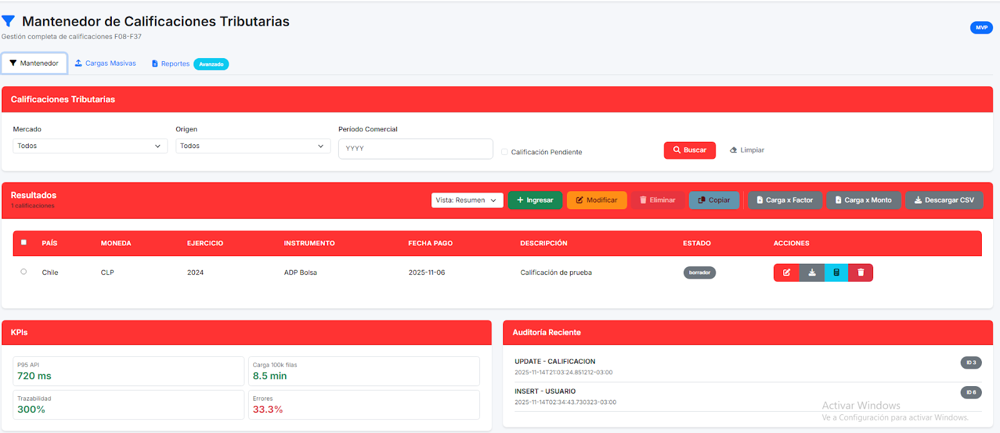 Mantenedor de Calificaciones Tributarias
MVP
Gestión completa de calificaciones F08-F37
Mantenedor Cargas Masivas Reportes Avanzado
Calificaciones Tributarias
Mercado Origen Período Comercial
Todos Todos YYYY Calificación Pendiente Buscar Limpiar
Resultados
1 calificaciones
Vista: Resumen Ingresar Modificar Eliminar Copiar Carga x Factor Carga x Monto Descargar CSV
PAÍS MONEDA EJERCICIO INSTRUMENTO FECHA PAGO DESCRIPCIÓN ESTADO ACCIONES
Chile CLP 2024 ADP Bolsa 2025-11-06 Calificación de prueba borrador
KPIs
P95 API Carga 100k filas
720 ms 8.5 min
Trazabilidad Errores
300% 33.3%
Auditoría Reciente
UPDATE - CALIFICACION ID 3
2025-11-14T21:03:24.851212-03:00
INSERT - USUARIO ID 6
2025-11-14T02:34:43.730323-03:00
Activar Windows
Ve a Configuración para activar Windows.